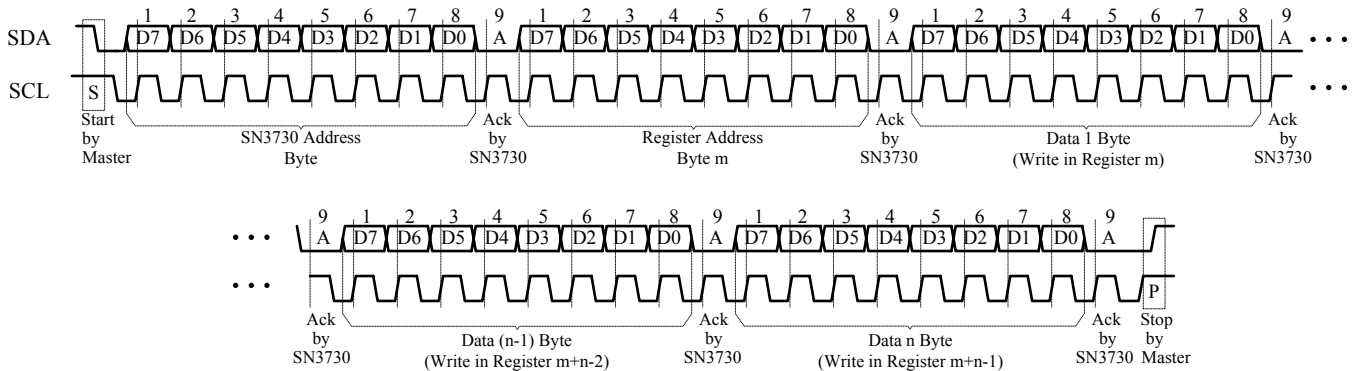 1 2 3 4 5 6 7 8 9 1 2 3 4 5 6 7 8 9 1 2 3 4 5 6 7 8 9
SDA D7 D6 D5 D4 D3 D2 D1 D0 A D7 D6 D5 D4 D3 D2 D1 D0 A D7 D6 D5 D4 D3 D2 D1 D0 A • • •
SCL S • • •
Start
by
Master
SN3730 Address
Byte
Ack
by
SN3730
Register Address
Byte m
Ack
by
SN3730
Data 1 Byte
(Write in Register m)
Ack
by
SN3730
9 1 2 3 4 5 6 7 8 9 1 2 3 4 5 6 7 8 9
• • • A D7 D6 D5 D4 D3 D2 D1 D0 A D7 D6 D5 D4 D3 D2 D1 D0 A
• • • P
Ack
by
SN3730
Data (n-1) Byte
(Write in Register m+n-2)
Ack
by
SN3730
Data n Byte
(Write in Register m+n-1)
Ack
by
SN3730
Stop
by
Master